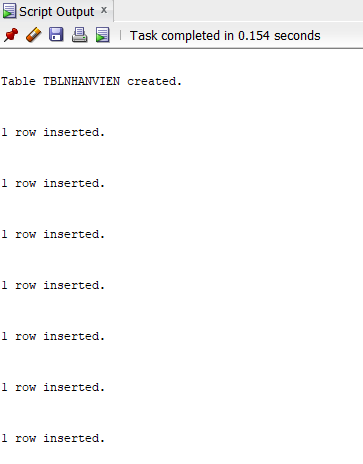 Script Output x
Task completed in 0.154 seconds
Table TBLNHANVIEN created.
1 row inserted.
1 row inserted.
1 row inserted.
1 row inserted.
1 row inserted.
1 row inserted.
1 row inserted.